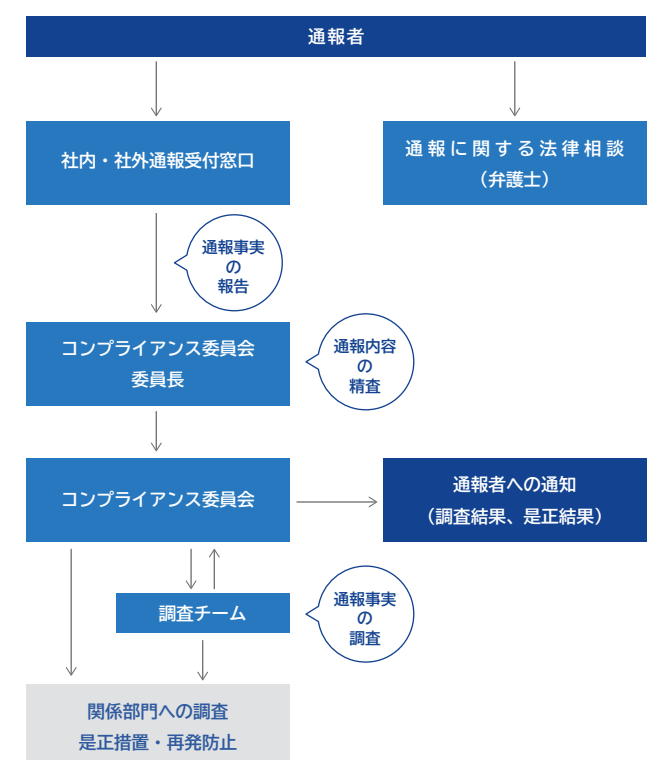 通報者
社内・社外通報受付窓口
通報に関する法律相談
（弁護士）
通報事実
の
報告
コンプライアンス委員会
委員長
通報内容
の
精査
コンプライアンス委員会
通報者への通知
（調査結果、是正結果）
調査チーム
通報事実
の
調査
関係部門への調査
是正措置・再発防止